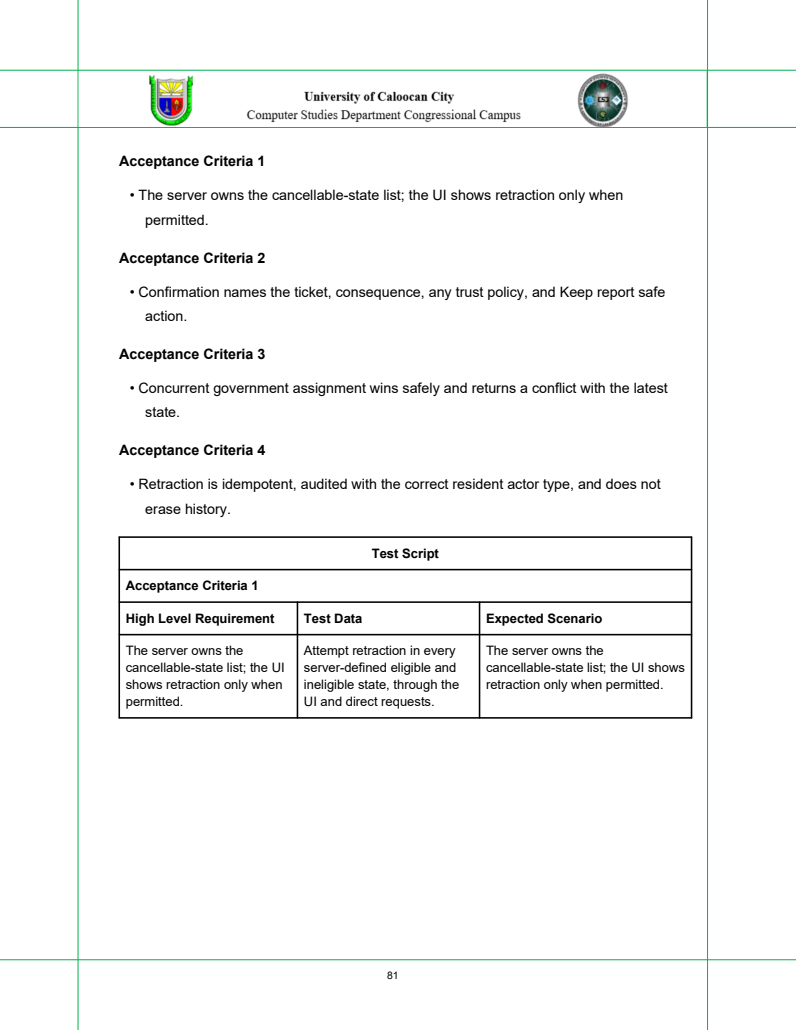 University of Caloocan City
Computer Studies Department Congressional Campus
Acceptance Criteria 1
• The server owns the cancellable-state list; the UI shows retraction only when
permitted.
Acceptance Criteria 2
• Confirmation names the ticket, consequence, any trust policy, and Keep report safe
action.
Acceptance Criteria 3
• Concurrent government assignment wins safely and returns a conflict with the latest
state.
Acceptance Criteria 4
• Retraction is idempotent, audited with the correct resident actor type, and does not
erase history.
Test Script
Acceptance Criteria 1
High Level Requirement
Test Data
Expected Scenario
The server owns the
cancellable-state list; the UI
shows retraction only when
permitted.
Attempt retraction in every
server-defined eligible and
ineligible state, through the
UI and direct requests.
The server owns the
cancellable-state list; the UI shows
retraction only when permitted.
81